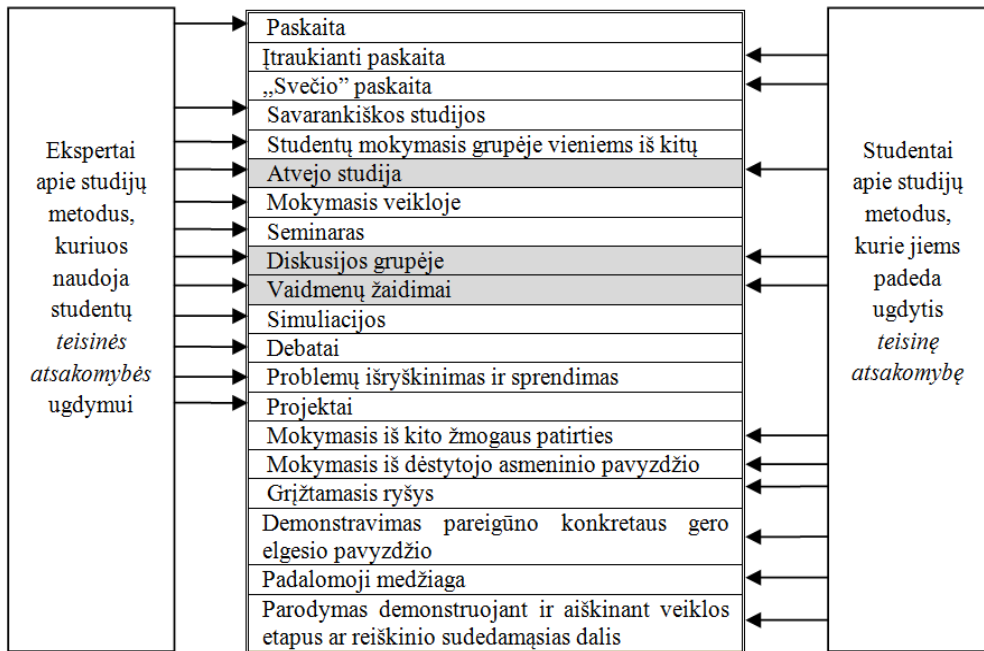 Ekspertai
apie studijų
metodus,
kuriuos
naudoja
studentų
teisinės
atsakomybės
ugdymui
Paskaita
Įtraukianti paskaita
„Svečio” paskaita
Savarankiškos studijos
Studentų mokymasis grupėje vieniems iš kitų
Atvejo studija
Mokymasis veikloje
Seminaras
Diskusijos grupėje
Vaidmenų žaidimai
Simuliacijos
Debatai
Problemų išryškinimas ir sprendimas
Projektai
Mokymasis iš kito žmogaus patirties
Mokymasis iš dėstytojo asmeninio pavyzdžio
Grįžtamasis ryšys
Demonstravimas pareigūno konkretaus gero
elgesio pavyzdžio
Padalomoji medžiaga
Parodymas demonstruojant ir aiškinant veiklos
etapus ar reiškinio sudedamąsias dalis
Studentai
apie studijų
metodus,
kurie jiems
padeda
ugdytis
teisinę
atsakomybę